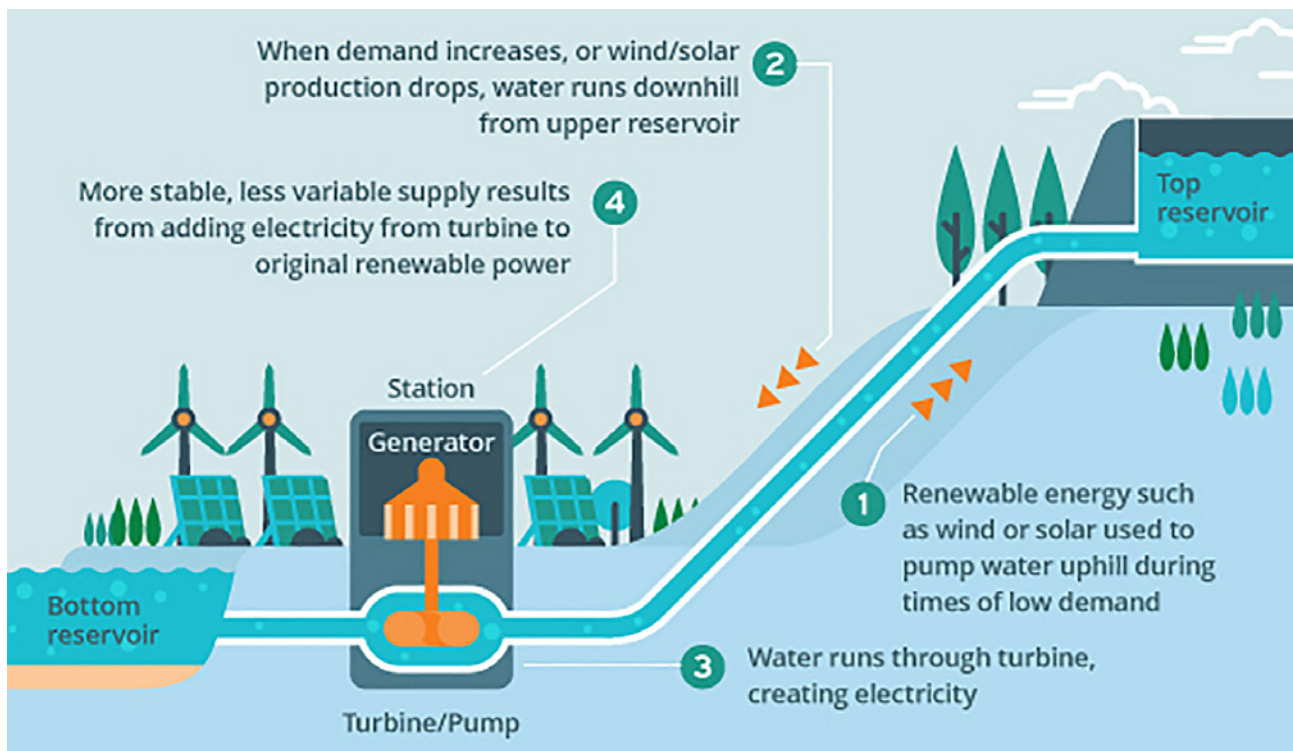 When demand increases, or wind/solar
production drops, water runs downhill
from upper reservoir
2
More stable, less variable supply results
from adding electricity from turbine to
original renewable power
4
Top
reservoir
Station
Generator
1
Renewable energy such
as wind or solar used to
pump water uphill during
times of low demand
Bottom
reservoir
3
Water runs through turbine,
creating electricity
Turbine/Pump